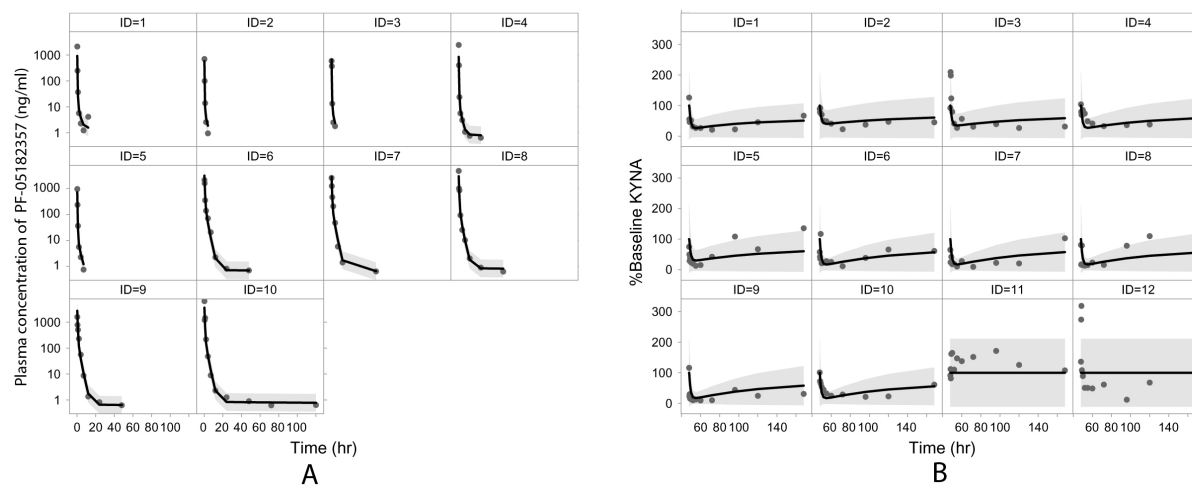 ID=1 ID=2 ID=3 ID=4
1000
100
10
1
ID=5 ID=6 ID=7 ID=8
1000
100
10
1
ID=9 ID=10
1000
100
10
1
0 20 40 60 80 100 0 20 40 60 80 100
Plasma concentration of PF-05182357 (ng/ml)
Time (hr)
A
ID=1 ID=2 ID=3 ID=4
300
200
100
0
ID=5 ID=6 ID=7 ID=8
300
200
100
0
ID=9 ID=10 ID=11 ID=12
300
200
100
0
60 80 100 140 60 80 100 140 60 80 100 140 60 80 100 140
%Baseline KYNA
Time (hr)
B